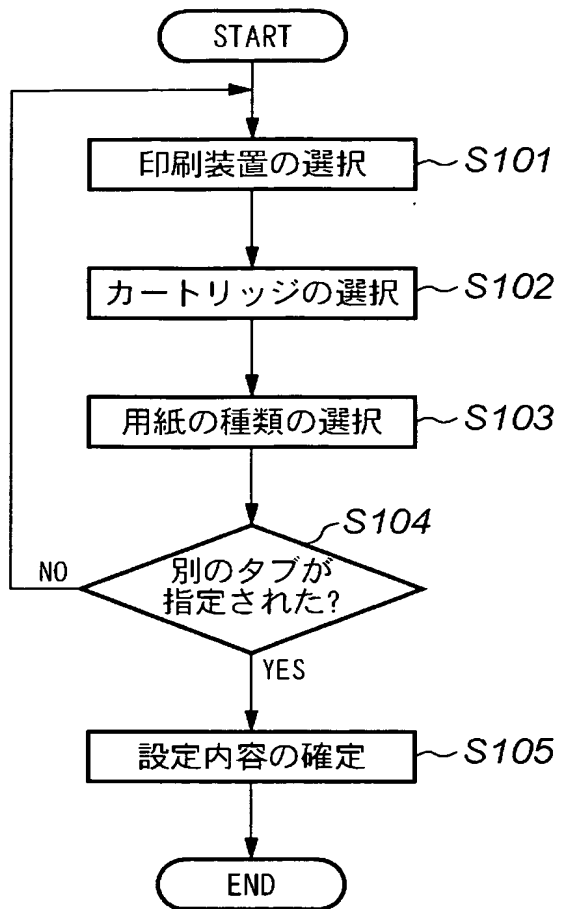 START
印刷装置の選択 S101
カートリッジの選択 S102
用紙の種類の選択 S103
S104
別のタブが
指定された?
NO
YES
設定内容の確定 S105
END